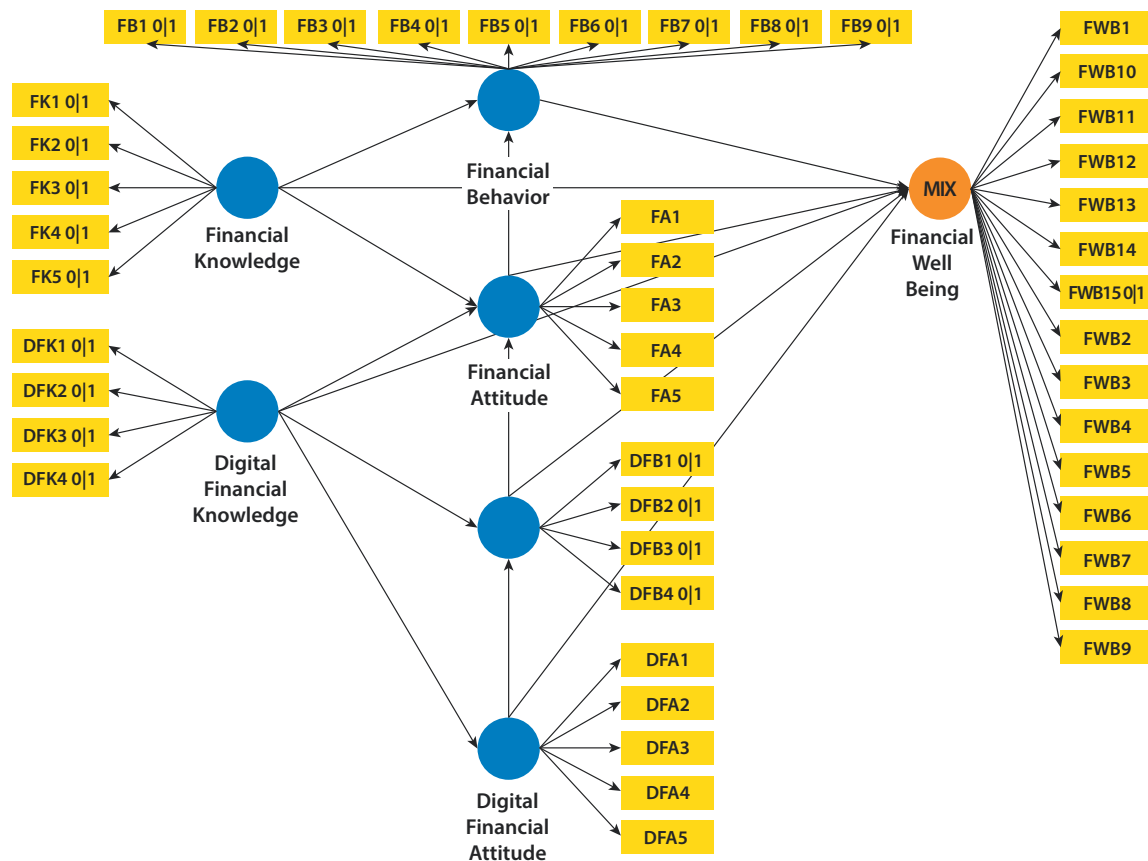 FB1 0|1
FB2 0|1
FB3 0|1
FB4 0|1
FB5 0|1
FB6 0|1
FB7 0|1
FB8 0|1
FB9 0|1
FK1 0|1
FK2 0|1
FK3 0|1
FK4 0|1
FK5 0|1
Financial
Knowledge
DFK1 0|1
DFK2 0|1
DFK3 0|1
DFK4 0|1
Digital
Financial
Knowledge
Financial
Behavior
FA1
FA2
FA3
FA4
FA5
Financial
Attitude
DFB1 0|1
DFB2 0|1
DFB3 0|1
DFB4 0|1
DFA1
DFA2
DFA3
DFA4
DFA5
Digital
Financial
Attitude
MIX
Financial
Well
Being
FWB1
FWB10
FWB11
FWB12
FWB13
FWB14
FWB15 0|1
FWB2
FWB3
FWB4
FWB5
FWB6
FWB7
FWB8
FWB9